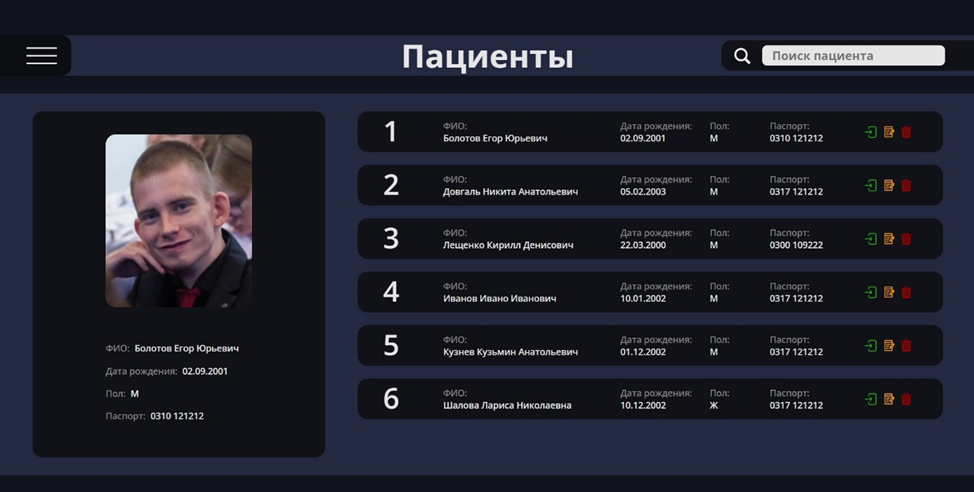 Пациенты
Поиск пациента
ФИО: Болотов Егор Юрьевич
Дата рождения: 02.09.2001
Пол: М
Паспорт: 0310 121212
1
ФИО: Дата рождения: Пол: Паспорт:
Болотов Егор Юрьевич 02.09.2001 М 0310 121212
2
ФИО: Дата рождения: Пол: Паспорт:
Довгаль Никита Анатольевич 05.02.2003 М 0317 121212
3
ФИО: Дата рождения: Пол: Паспорт:
Лещенко Кирилл Денисович 22.03.2000 М 0300 109222
4
ФИО: Дата рождения: Пол: Паспорт:
Иванов Ивано Иванович 10.01.2002 М 0317 121212
5
ФИО: Дата рождения: Пол: Паспорт:
Кузнев Кузьмин Анатольевич 01.12.2002 М 0317 121212
6
ФИО: Дата рождения: Пол: Паспорт:
Шалова Лариса Николаевна 10.12.2002 Ж 0317 121212